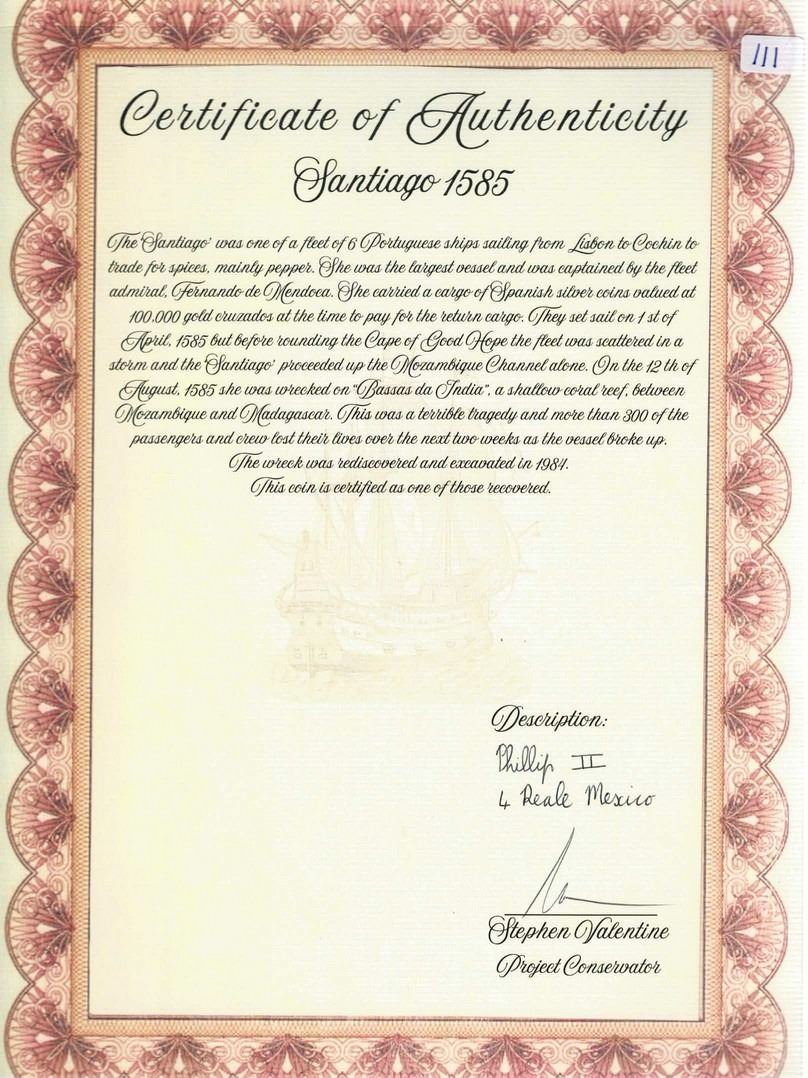 111
Certificate of Authenticity
Santiago 1585
The 'Santiago' was one of a fleet of 6 Portuguese ships sailing from Lisbon to Cochin to
trade for spices, mainly pepper. She was the largest vessel and was captained by the fleet
admiral, Fernando de Mendoca. She carried a cargo of Spanish silver coins valued at
100.000 gold cruzados at the time to pay for the return cargo. They set sail on 1 st of
April, 1585 but before rounding the Cape of Good Hope the fleet was scattered in a
storm and the 'Santiago' proceeded up the Mozambique Channel alone. On the 12 th of
August, 1585 she was wrecked on "Bassas da India", a shallow coral reef, between
Mozambique and Madagascar. This was a terrible tragedy and more than 300 of the
passengers and crew lost their lives over the next two weeks as the vessel broke up.
The wreck was rediscovered and excavated in 1984.
This coin is certified as one of those recovered.
Description:
Phillip II
4 Reale Mexico
Stephen Valentine
Project Conservator